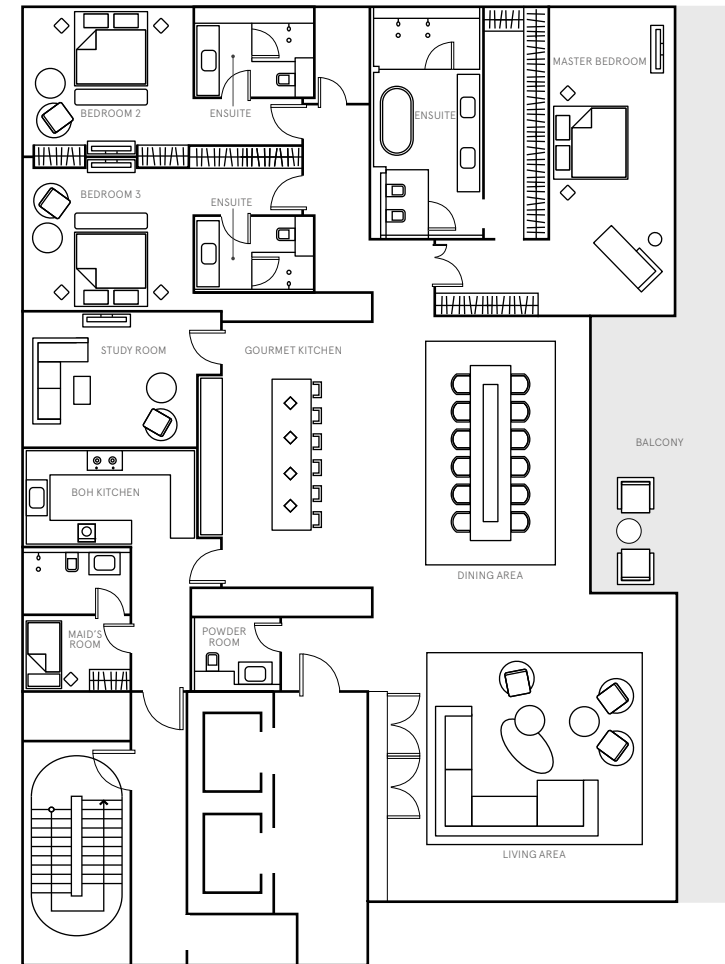 MASTER BEDROOM
BEDROOM 2
ENSUITE
ENSUITE
BEDROOM 3
ENSUITE
STUDY ROOM
GOURMET KITCHEN
BALCONY
BOH KITCHEN
DINING AREA
MAID'S
ROOM
POWDER
ROOM
LIVING AREA